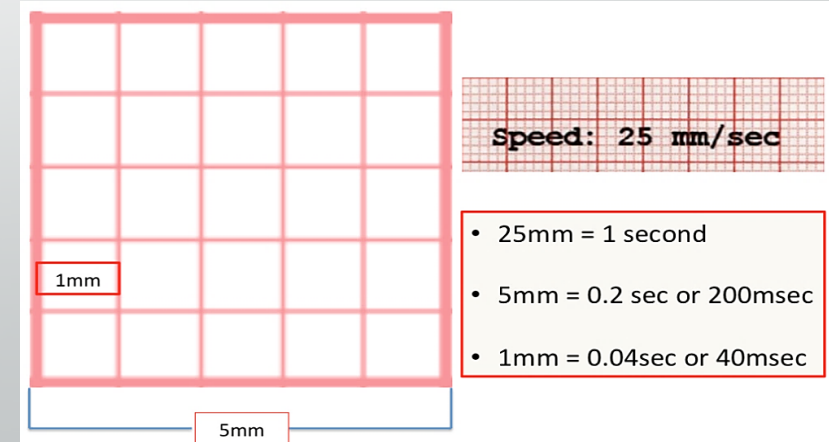 Speed: 25 mm/sec
• 25mm = 1 second
• 5mm = 0.2 sec or 200msec
• 1mm = 0.04sec or 40msec
1mm
5mm